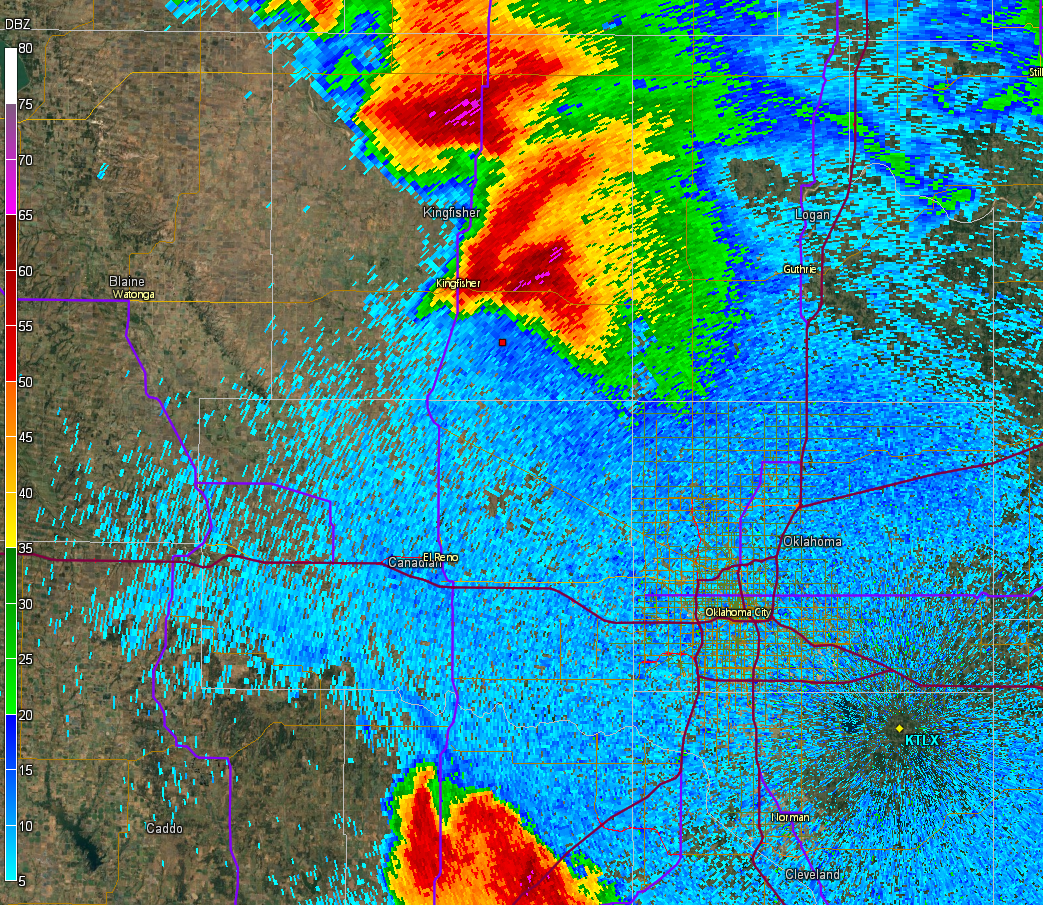 DBZ
80
75
70
65
60
55
50
45
40
35
30
25
20
15
10
5
Still
Kingfisher
Logan
Guthrie
Blaine
Watonga
Kingfisher
Oklahoma
El Reno
Canadian
Oklahoma City
KTLX
Caddo
Norman
Cleveland